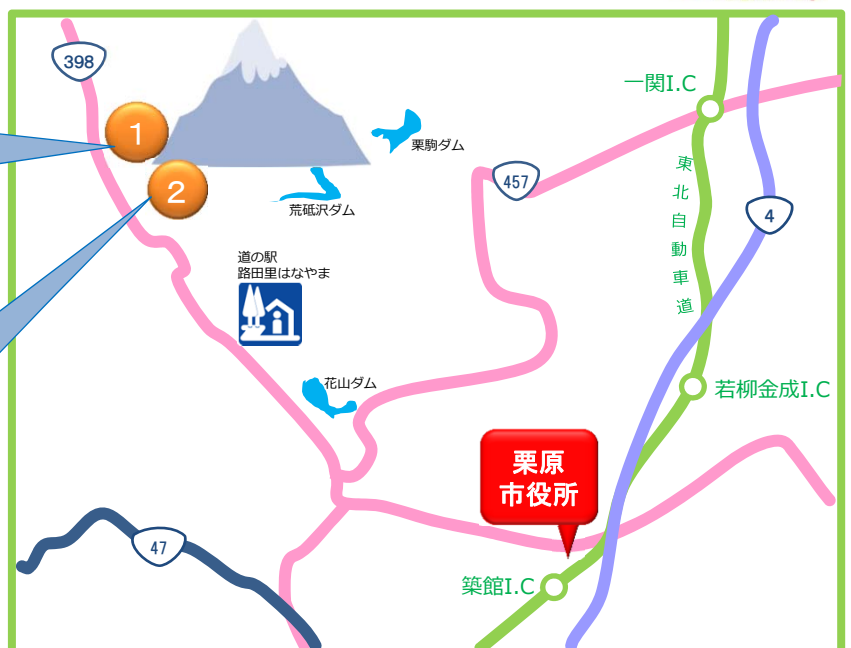 398
一関I.C
1
栗駒ダム
東北自動車道
457
2
荒砥沢ダム
4
道の駅
路田里はなやま
花山ダム
若柳金成I.C
栗原
市役所
47
築館I.C